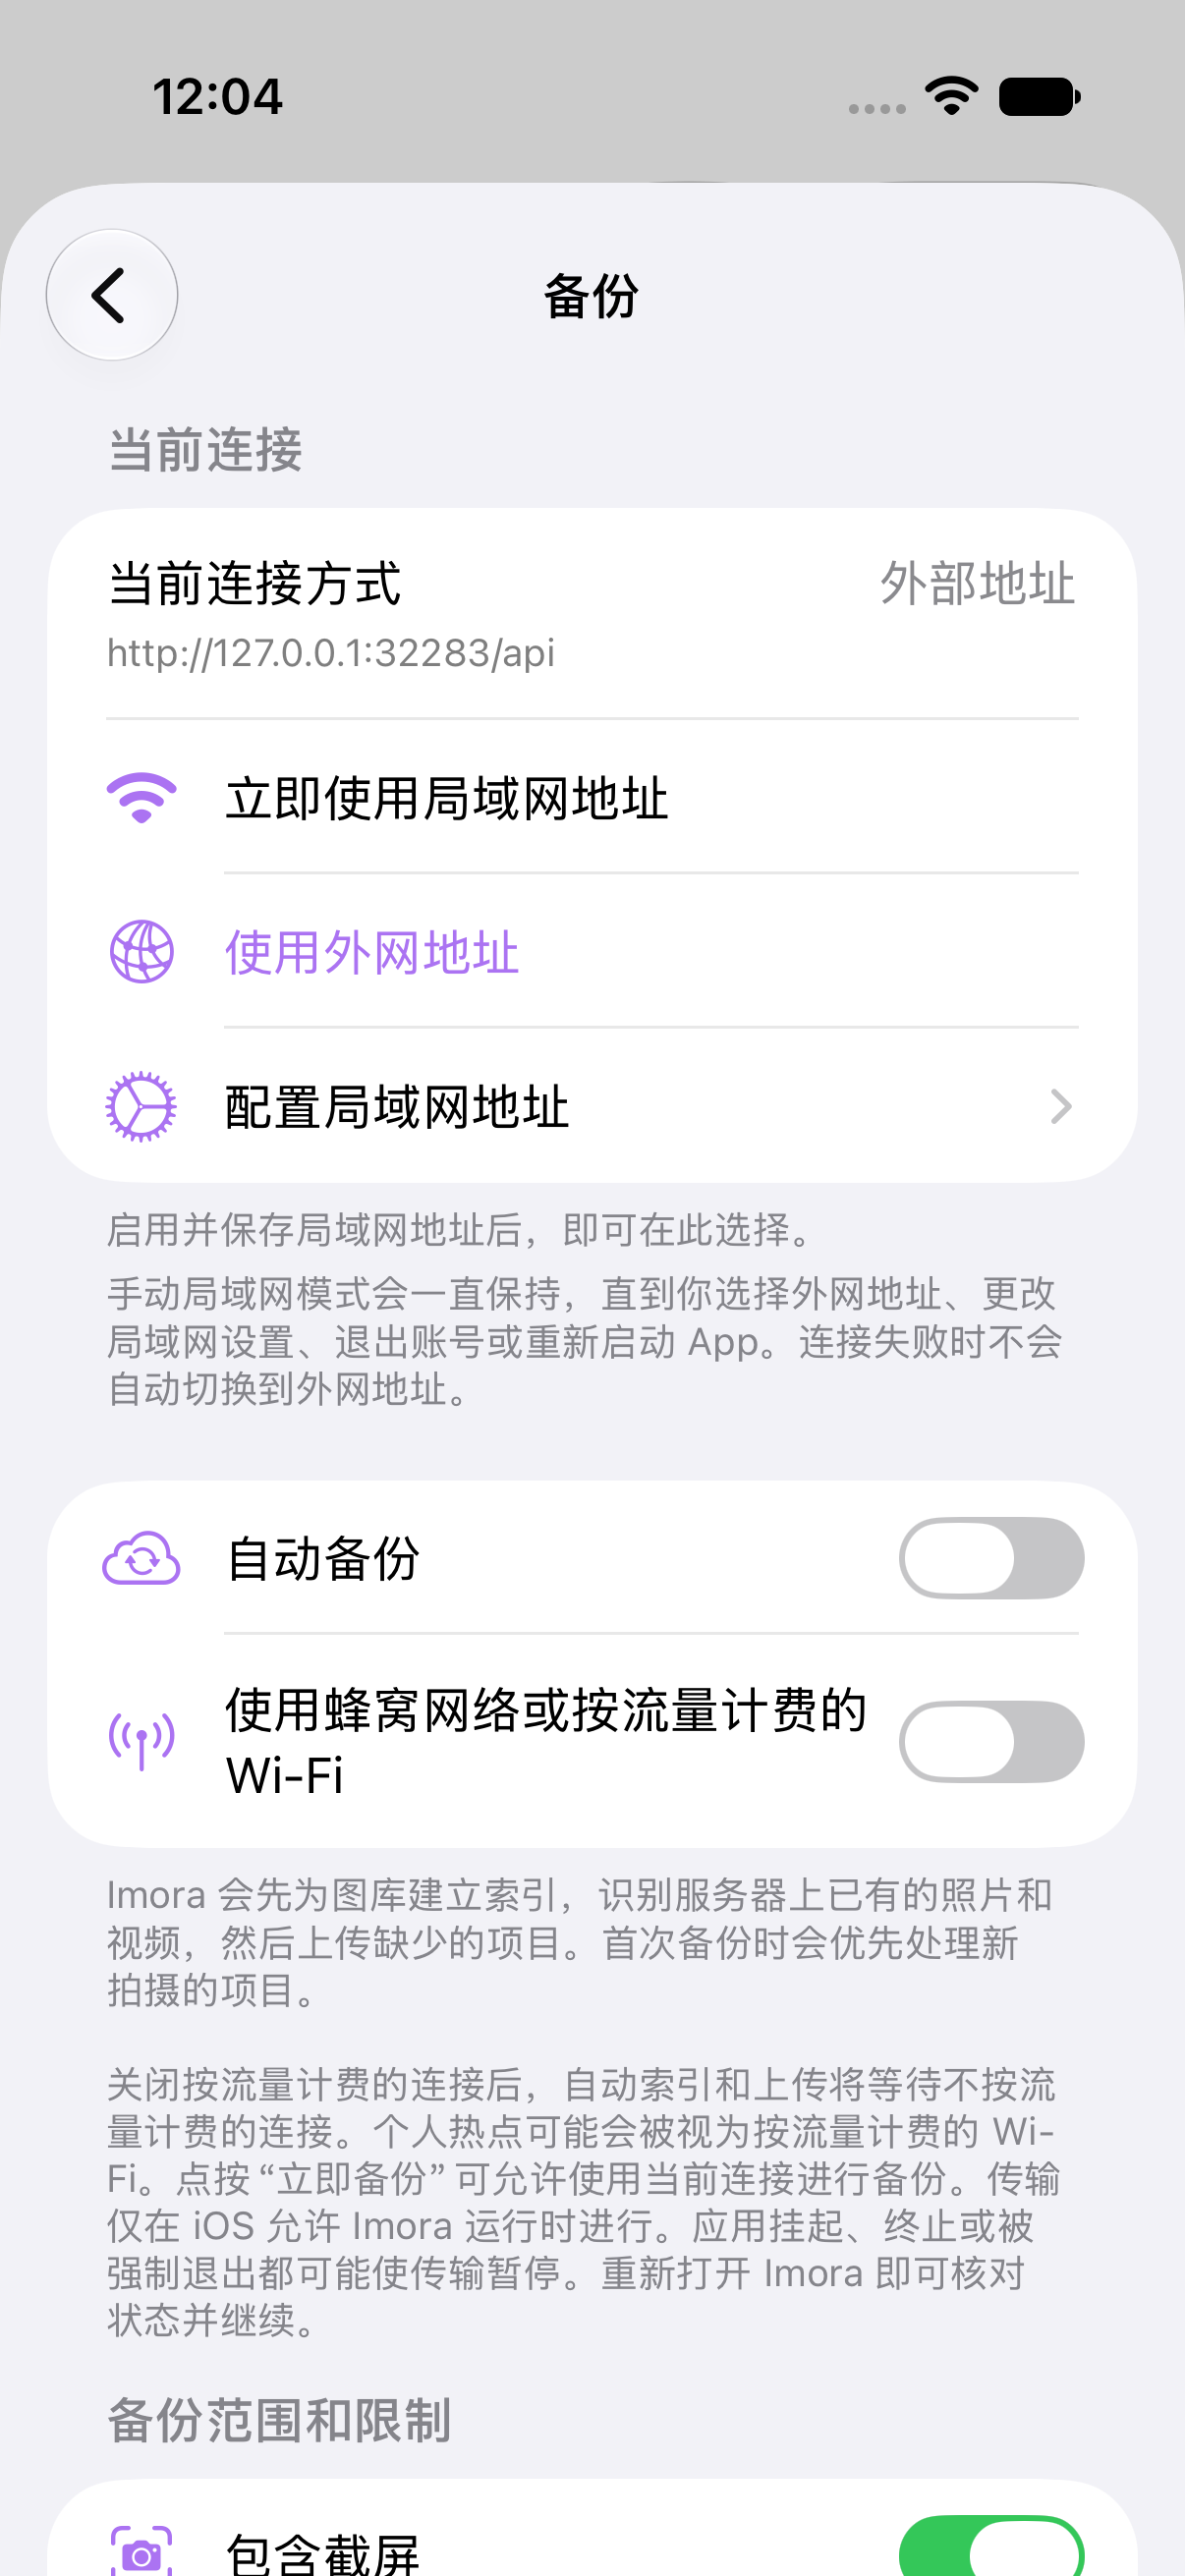 12:04
备份
当前连接
当前连接方式
外部地址
http://127.0.0.1:32283/api
立即使用局域网地址
使用外网地址
配置局域网地址
启用并保存局域网地址后，即可在此选择。
手动局域网模式会一直保持，直到你选择外网地址、更改
局域网设置、退出账号或重新启动 App。连接失败时不会
自动切换到外网地址。
自动备份
使用蜂窝网络或按流量计费的
Wi-Fi
Imora 会先为图库建立索引，识别服务器上已有的照片和
视频，然后上传缺少的项目。首次备份时会优先处理新
拍摄的项目。
关闭按流量计费的连接后，自动索引和上传将等待不按流
量计费的连接。个人热点可能会被视为按流量计费的 Wi-
Fi。点按 “立即备份” 可允许使用当前连接进行备份。传输
仅在 iOS 允许 Imora 运行时进行。应用挂起、终止或被
强制退出都可能使传输暂停。重新打开 Imora 即可核对
状态并继续。
备份范围和限制
包含截屏